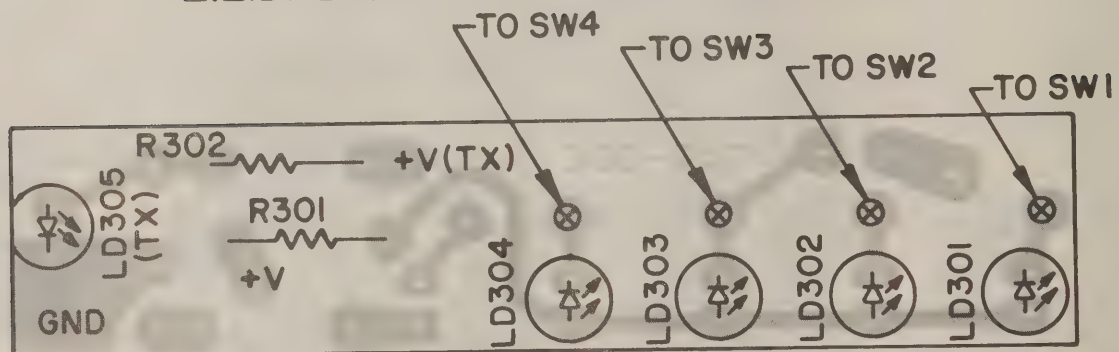 TO SW4
TO SW3
TO SW2
TO SW1
R302
+V(TX)
LD305
(TX)
R301
+V
GND
LD304
LD303
LD302
LD301